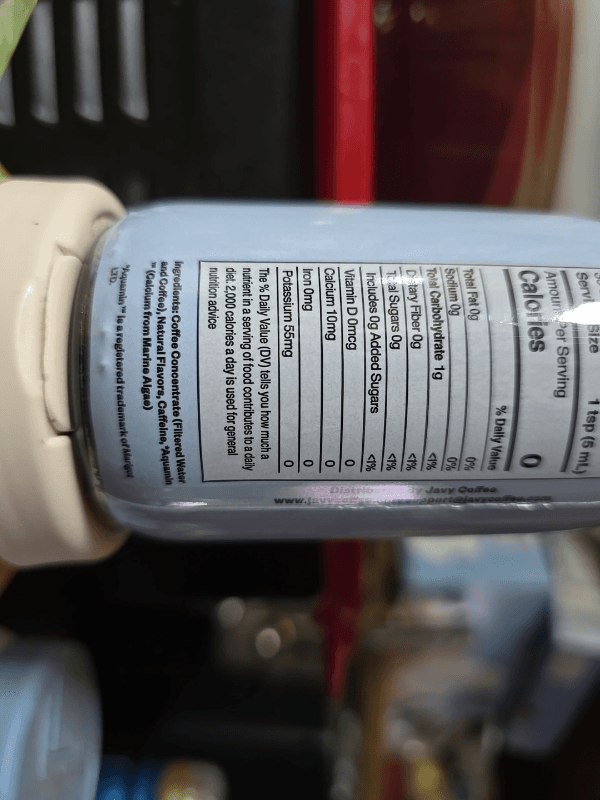 Size 1 tsp (5 mL)
Amount Per Serving
Calories 0
% Daily Value
Total Fat 0g 0%
Sodium 0g 0%
Total Carbohydrate 1g <1%
Dietary Fiber 0g <1%
Total Sugars 0g <1%
Includes 0g Added Sugars <1%
Vitamin D 0mcg 0
Calcium 10mg 0
Iron 0mg 0
Potassium 55mg 0
The % Daily Value (DV) tells you how much a
nutrient in a serving of food contributes to a daily
diet. 2,000 calories a day is used for general
nutrition advice
Ingredients: Coffee Concentrate (Filtered Water
and Coffee), Natural Flavors, Caffeine, *Aquamin
™ (Calcium from Marine Algae)
*Aquamin™ is a registered trademark of Marigot
LTD.
by Javy Coffee